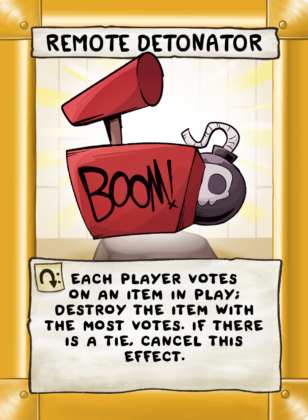 REMOTE DETONATOR
BOOM!
: EACH PLAYER VOTES
ON AN ITEM IN PLAY;
DESTROY THE ITEM WITH
THE MOST VOTES. IF THERE
IS A TIE, CANCEL THIS
EFFECT.